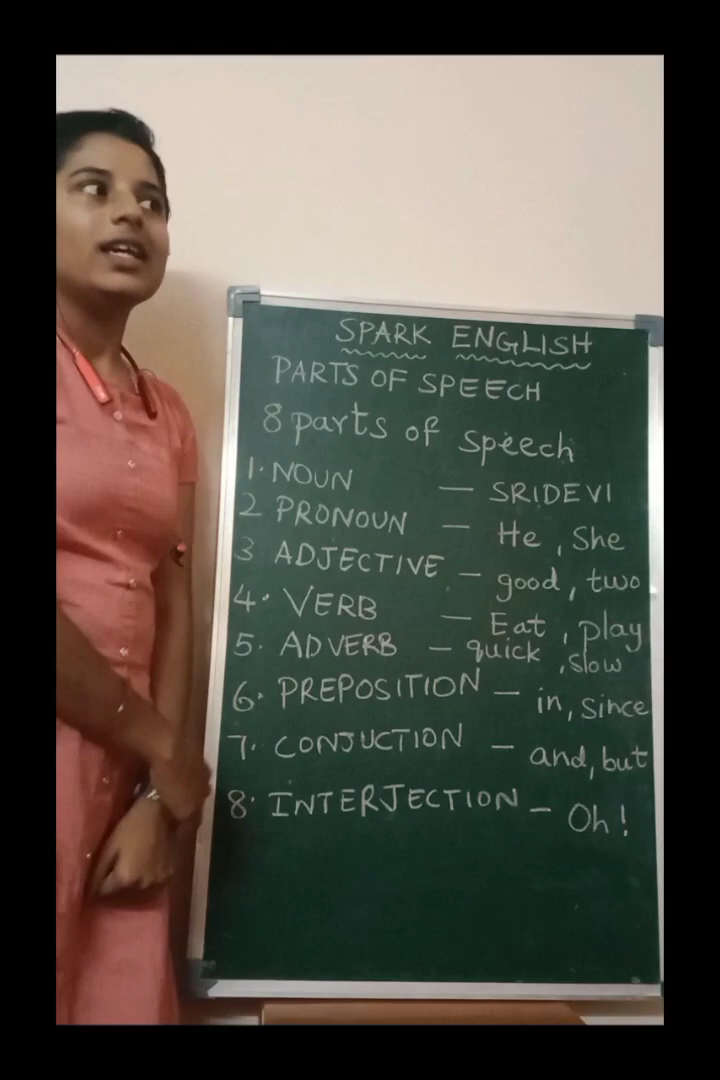 SPARK ENGLISH
PARTS OF SPEECH
8 parts of speech
1. NOUN — SRIDEVI
2 PRONOUN — He, She
3 ADJECTIVE — good, two
4. VERB — Eat, play
5. ADVERB — quick, slow
6. PREPOSITION — in, since
7. CONJUCTION — and, but
8. INTERJECTION — Oh!